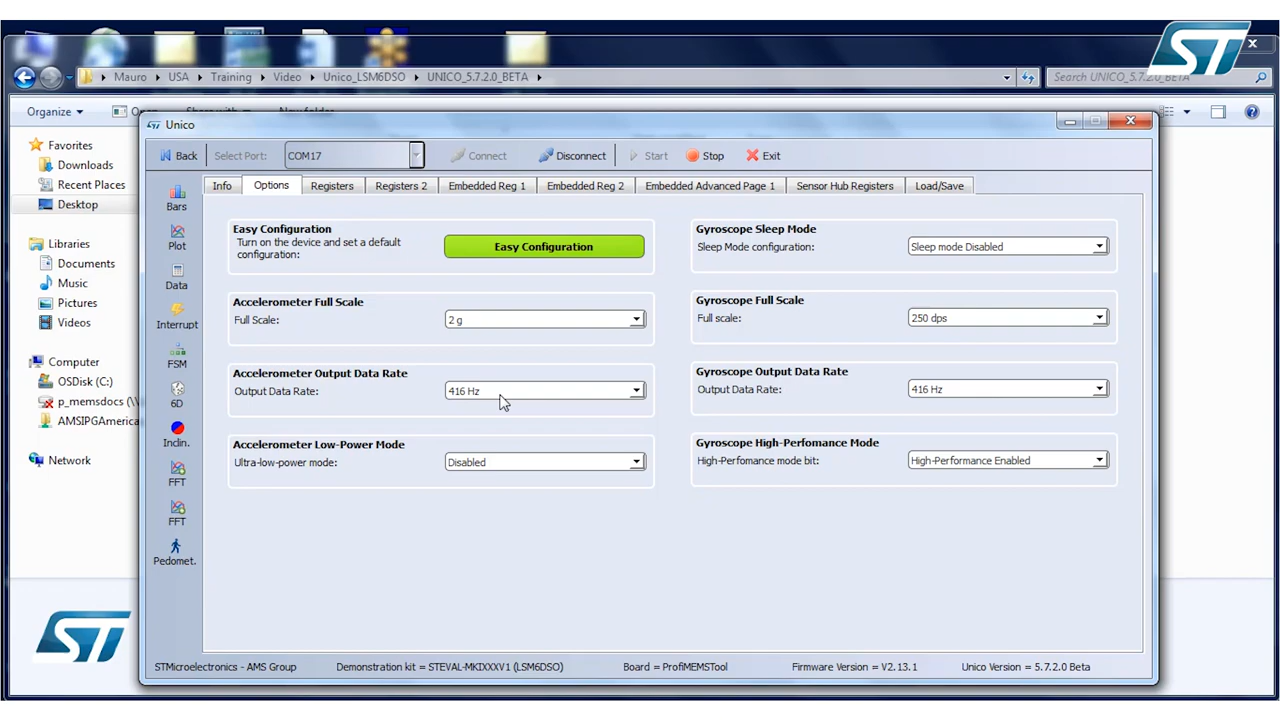 ST
Mauro USA Training Video Unico_LSM6DSO UNICO_5.7.2.0_BETA
Search UNICO_5.7.2.0_BETA
Organize Open Share with New folder
Favorites
Downloads
Recent Places
Desktop
Libraries
Documents
Music
Pictures
Videos
Computer
OSDisk (C:)
p_memsdocs (\\
AMSIPGAmerica
Network
Unico
Back Select Port: COM17 Connect Disconnect Start Stop Exit
Info Options Registers Registers 2 Embedded Reg 1 Embedded Reg 2 Embedded Advanced Page 1 Sensor Hub Registers Load/Save
Bars
Plot
Data
Interrupt
FSM
6D
Inclin.
FFT
FFT
Pedomet.
Easy Configuration
Turn on the device and set a default
configuration:
Easy Configuration
Gyroscope Sleep Mode
Sleep Mode configuration: Sleep mode Disabled
Accelerometer Full Scale
Full Scale: 2 g
Gyroscope Full Scale
Full scale: 250 dps
Accelerometer Output Data Rate
Output Data Rate: 416 Hz
Gyroscope Output Data Rate
Output Data Rate: 416 Hz
Accelerometer Low-Power Mode
Ultra-low-power mode: Disabled
Gyroscope High-Perfomance Mode
High-Perfomance mode bit: High-Performance Enabled
STMicroelectronics - AMS Group Demonstration kit = STEVAL-MKIXXXV1 (LSM6DSO) Board = ProfiMEMSTool Firmware Version = V2.13.1 Unico Version = 5.7.2.0 Beta
ST